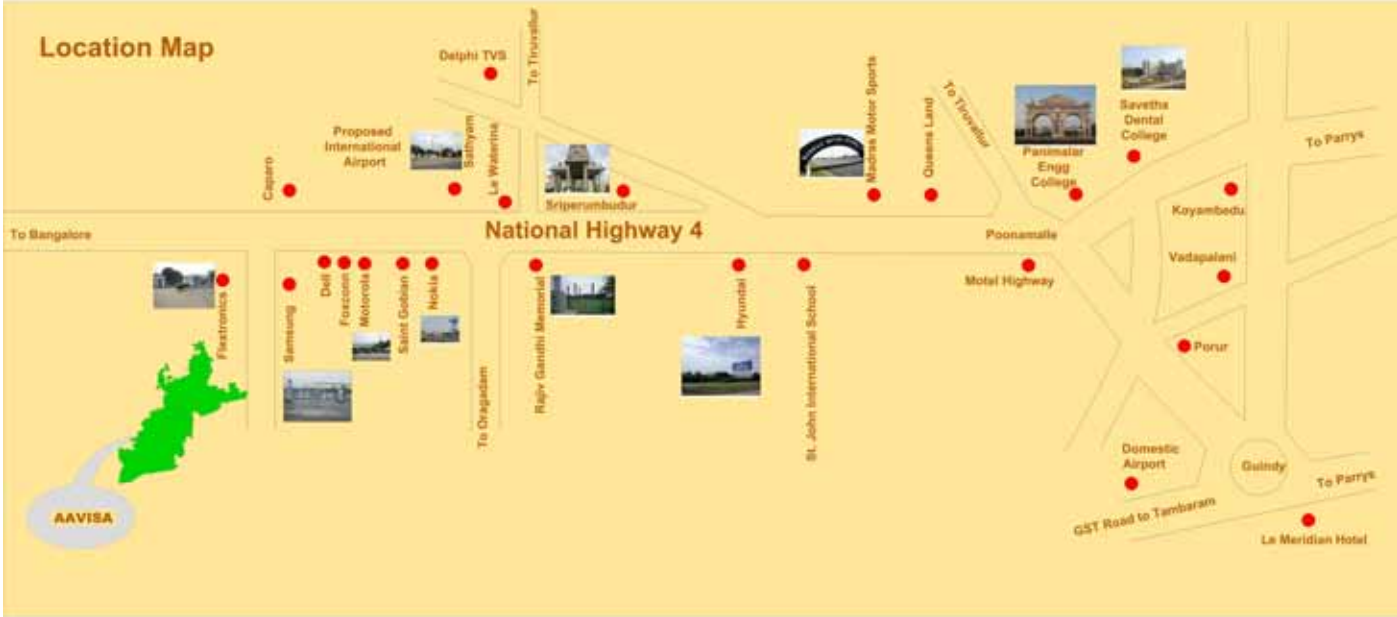 Location Map
Delphi TVS
To Tiruvallur
Proposed
International
Airport
Sathyam
Le Waterina
Caparo
Sriperumbudur
Madras Motor Sports
Queens Land
To Tiruvallur
Panimalar
Engg
College
Savetha
Dental
College
To Parrys
Koyambedu
Vadapalani
Porur
To Bangalore
National Highway 4
Poonamalle
Motel Highway
Flextronics
Samsung
Dell
Foxconn
Motorola
Saint Gobian
Nokia
To Oragadam
Rajiv Gandhi Memorial
Hyundai
St. John International School
Domestic
Airport
Guindy
To Parrys
GST Road to Tambaram
Le Meridian Hotel
AAVISA